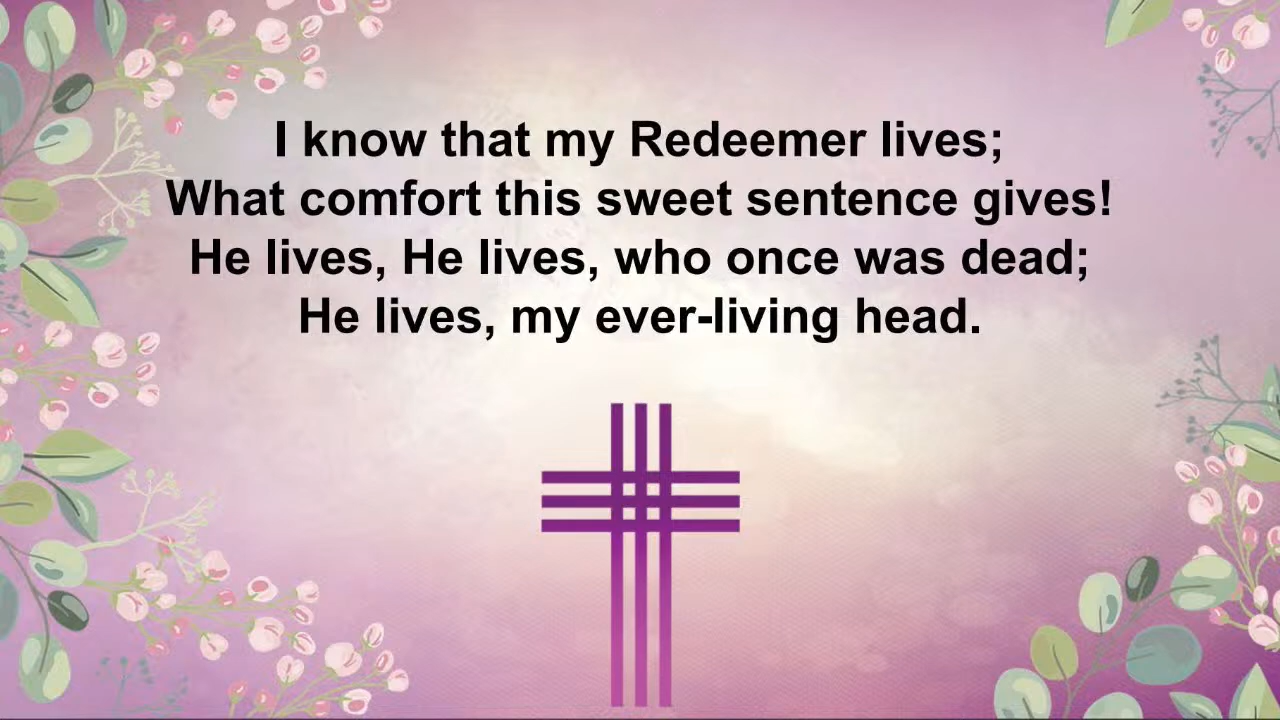 I know that my Redeemer lives;
What comfort this sweet sentence gives!
He lives, He lives, who once was dead;
He lives, my ever-living head.